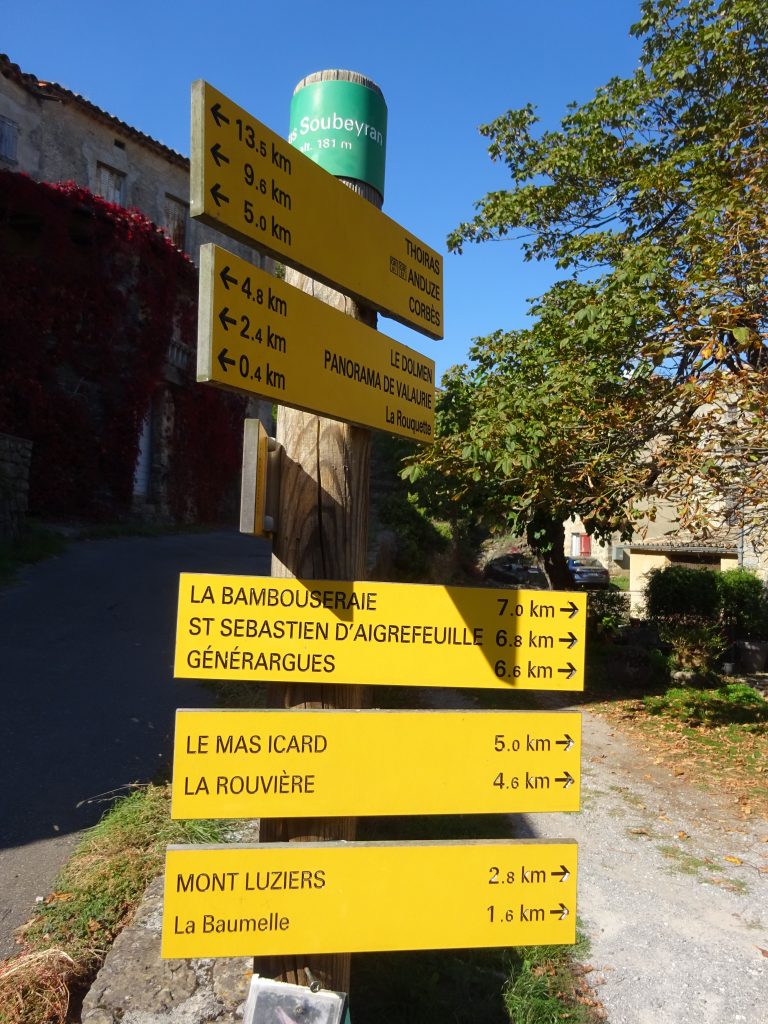 Soubeyran
alt. 181 m
← 13.5 km THOIRAS
← 9.6 km ANDUZE
← 5.0 km CORBÈS
← 4.8 km LE DOLMEN
← 2.4 km PANORAMA DE VALAURIE
← 0.4 km La Rouquette
LA BAMBOUSERAIE 7.0 km →
ST SEBASTIEN D'AIGREFEUILLE 6.8 km →
GÉNÉRARGUES 6.6 km →
LE MAS ICARD 5.0 km →
LA ROUVIÈRE 4.6 km →
MONT LUZIERS 2.8 km →
La Baumelle 1.6 km →